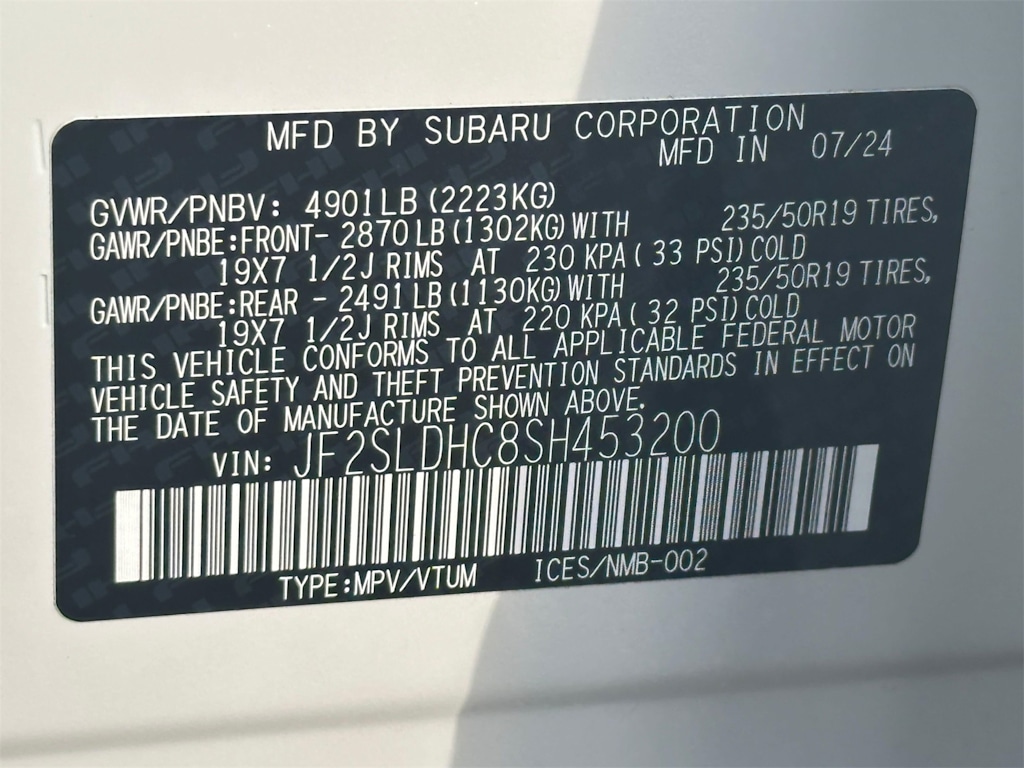 MFD BY SUBARU CORPORATION
MFD IN 07/24
GVWR/PNBV: 4901LB (2223KG)
GAWR/PNBE:FRONT- 2870LB (1302KG) WITH 235/50R19 TIRES,
19X7 1/2J RIMS AT 230 KPA( 33 PSI) COLD
GAWR/PNBE:REAR - 2491LB (1130KG) WITH 235/50R19 TIRES,
19X7 1/2J RIMS AT 220 KPA( 32 PSI) COLD
THIS VEHICLE CONFORMS TO ALL APPLICABLE FEDERAL MOTOR
VEHICLE SAFETY AND THEFT PREVENTION STANDARDS IN EFFECT ON
THE DATE OF MANUFACTURE SHOWN ABOVE.
VIN: JF2SLDHC8SH453200
TYPE:MPV/VTUM ICES/NMB-002